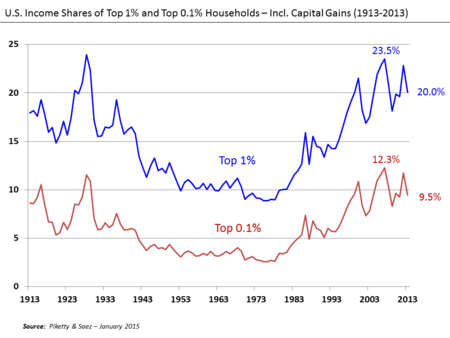 U.S. Income Shares of Top 1% and Top 0.1% Households – Incl. Capital Gains (1913-2013)
25
23.5%
20
20.0%
15
Top 1%
12.3%
10
9.5%
Top 0.1%
5
0
1913 1923 1933 1943 1953 1963 1973 1983 1993 2003 2013
Source: Piketty & Saez – January 2015